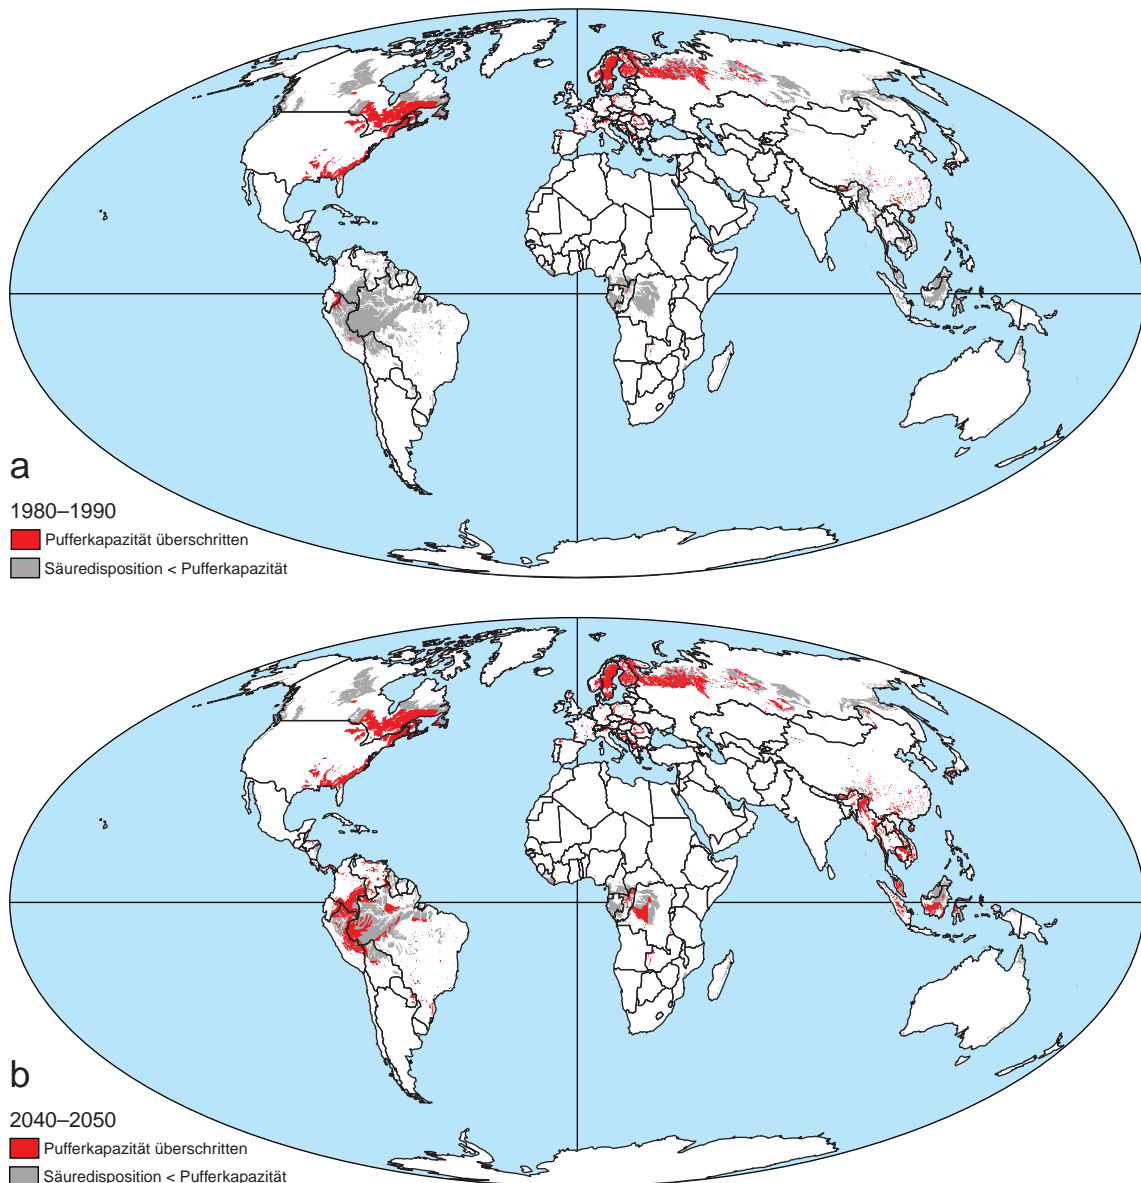 a
1980–1990
Pufferkapazität überschritten
Säuredisposition < Pufferkapazität
b
2040–2050
Pufferkapazität überschritten
Säuredisposition < Pufferkapazität